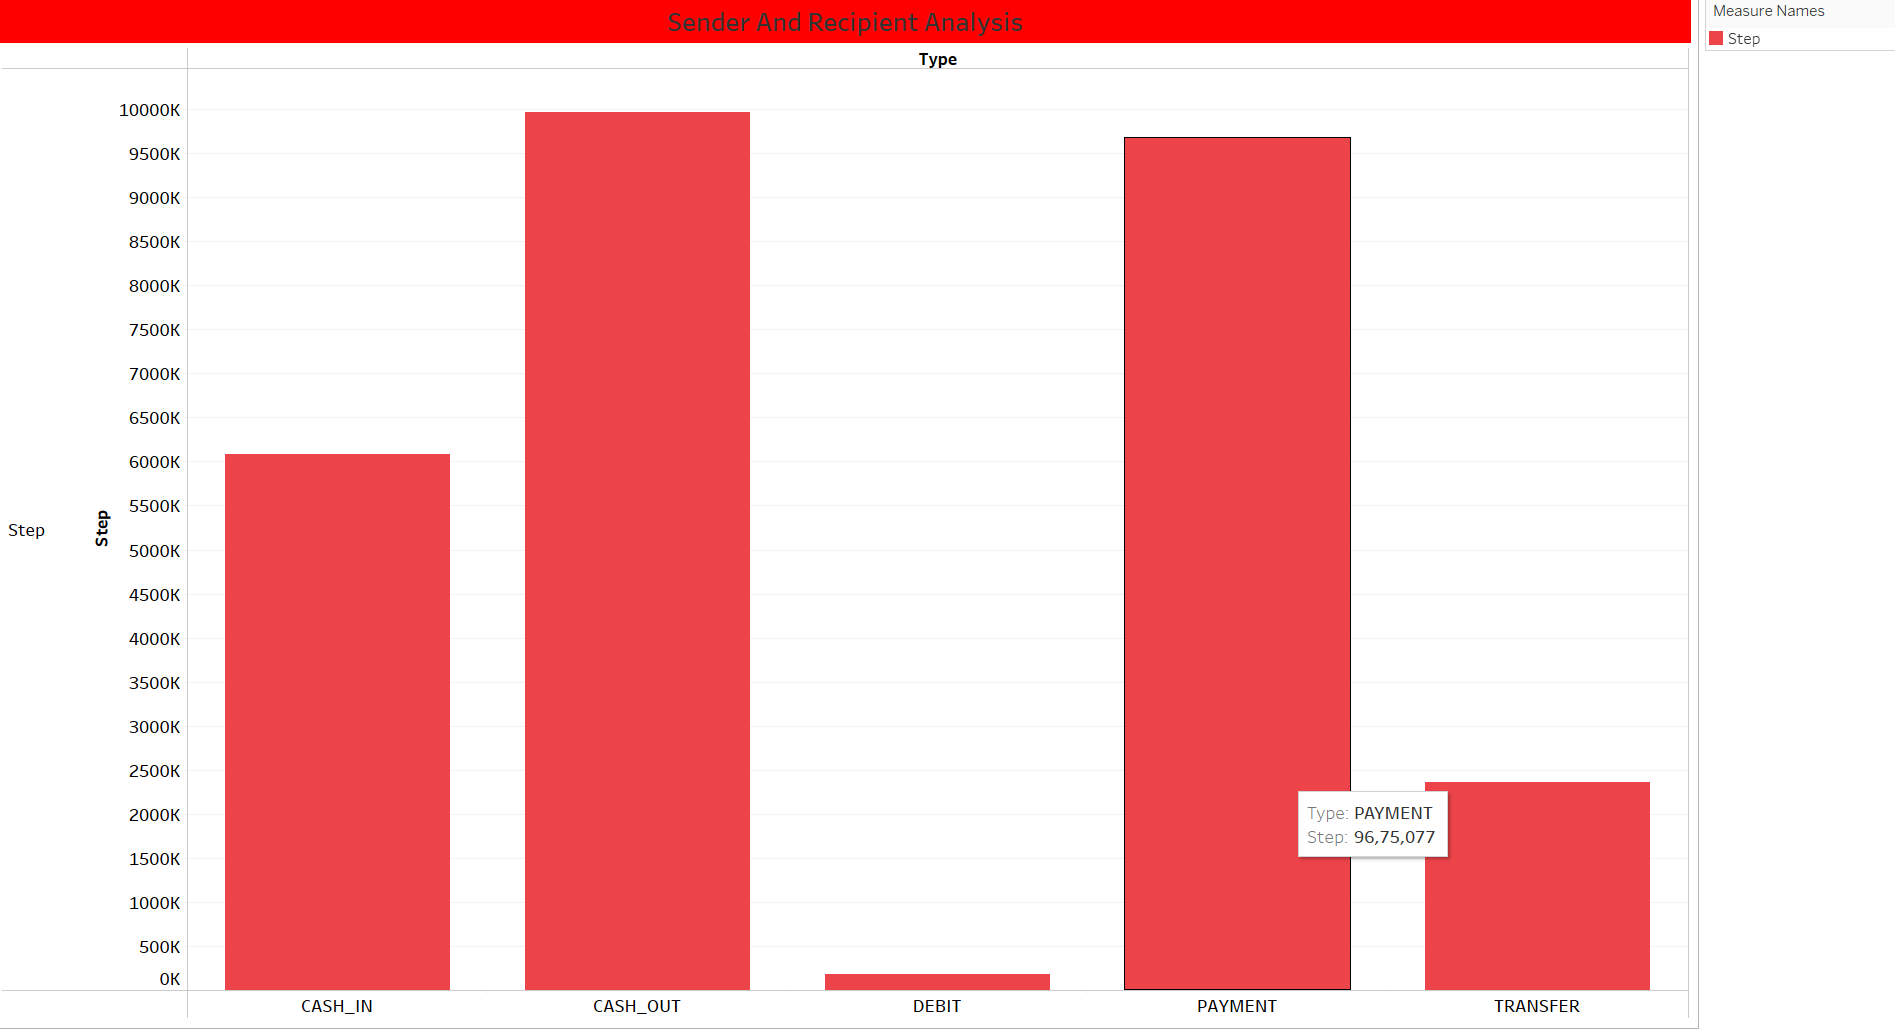 Sender And Recipient Analysis
Measure Names
Step
Type
10000K
9500K
9000K
8500K
8000K
7500K
7000K
6500K
6000K
5500K
5000K
4500K
4000K
3500K
3000K
2500K
2000K
1500K
1000K
500K
0K
Step
Step
Type: PAYMENT
Step: 96,75,077
CASH_IN
CASH_OUT
DEBIT
PAYMENT
TRANSFER